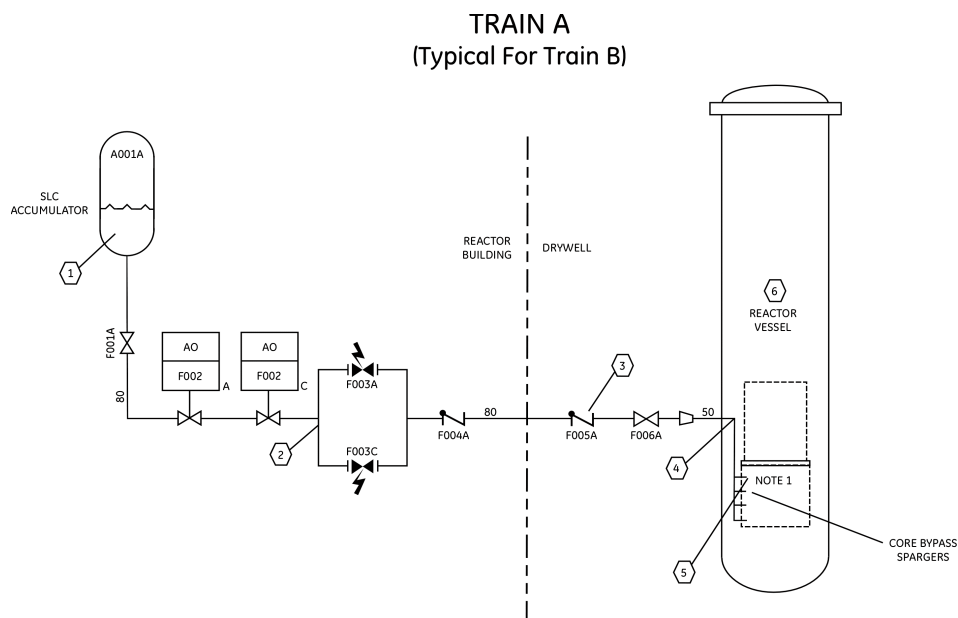 TRAIN A
(Typical For Train B)
A001A
SLC
ACCUMULATOR
1
REACTOR
BUILDING
DRYWELL
6
REACTOR
VESSEL
F001A
80
AO
F002
A
AO
F002
C
F003A
F003C
2
F004A
80
3
F005A
F006A
50
4
NOTE 1
5
CORE BYPASS
SPARGERS